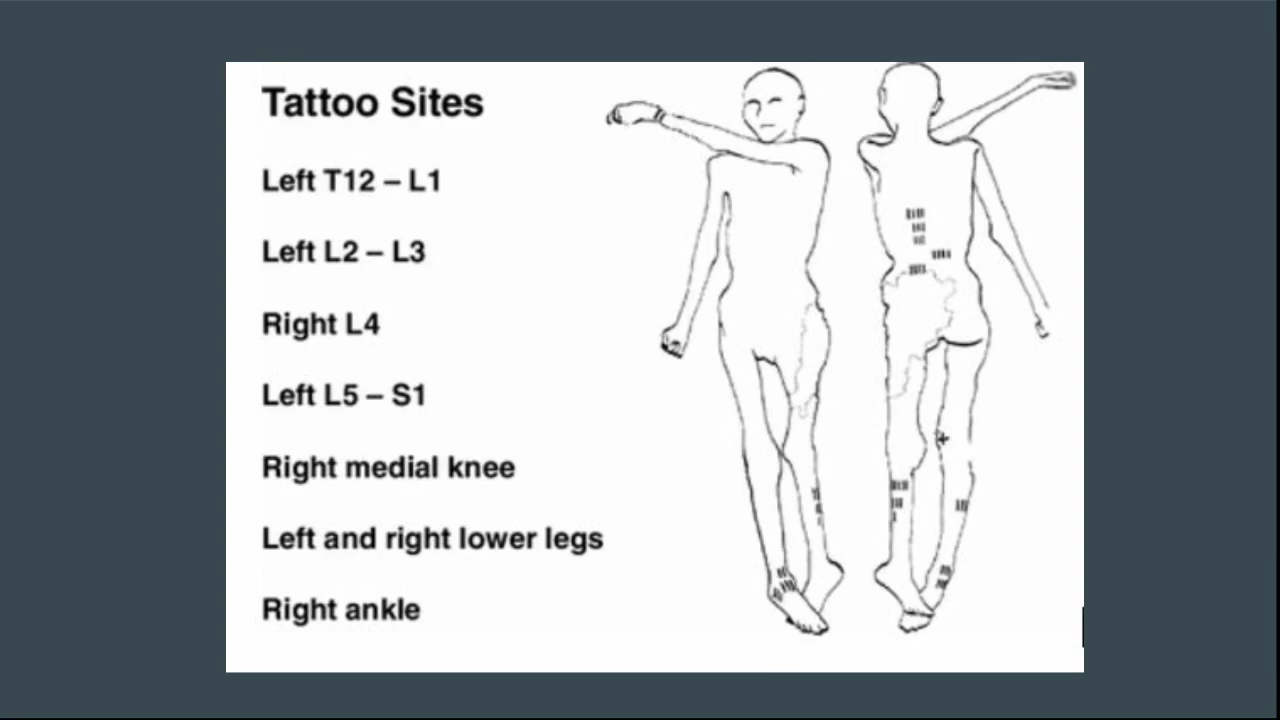 Tattoo Sites
Left T12 – L1
Left L2 – L3
Right L4
Left L5 – S1
Right medial knee
Left and right lower legs
Right ankle